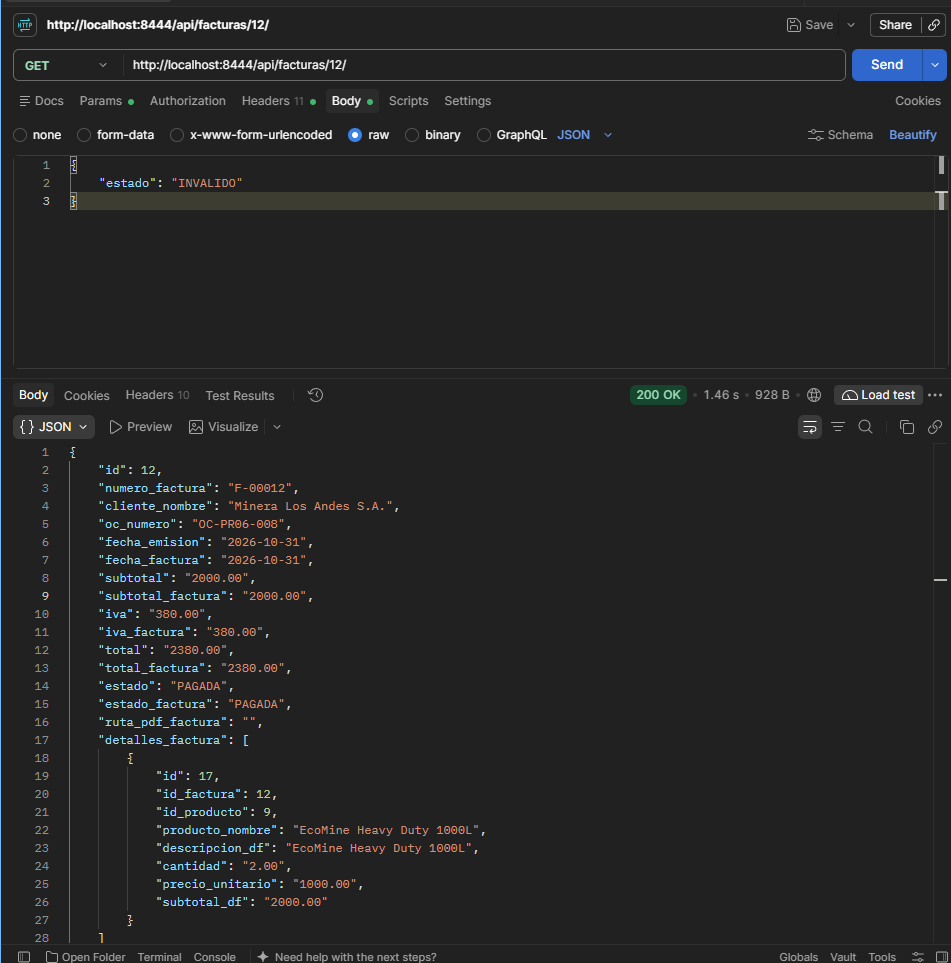 HTTP http://localhost:8444/api/facturas/12/ Save Share
GET http://localhost:8444/api/facturas/12/ Send
Docs Params Authorization Headers 11 Body Scripts Settings Cookies
none form-data x-www-form-urlencoded raw binary GraphQL JSON Schema Beautify
1 {
2 "estado": "INVALIDO"
3 }
Body Cookies Headers 10 Test Results 200 OK • 1.46 s • 928 B • Load test
{} JSON Preview Visualize
1 {
2 "id": 12,
3 "numero_factura": "F-00012",
4 "cliente_nombre": "Minera Los Andes S.A.",
5 "oc_numero": "OC-PR06-008",
6 "fecha_emision": "2026-10-31",
7 "fecha_factura": "2026-10-31",
8 "subtotal": "2000.00",
9 "subtotal_factura": "2000.00",
10 "iva": "380.00",
11 "iva_factura": "380.00",
12 "total": "2380.00",
13 "total_factura": "2380.00",
14 "estado": "PAGADA",
15 "estado_factura": "PAGADA",
16 "ruta_pdf_factura": "",
17 "detalles_factura": [
18 {
19 "id": 17,
20 "id_factura": 12,
21 "id_producto": 9,
22 "producto_nombre": "EcoMine Heavy Duty 1000L",
23 "descripcion_df": "EcoMine Heavy Duty 1000L",
24 "cantidad": "2.00",
25 "precio_unitario": "1000.00",
26 "subtotal_df": "2000.00"
27 }
28 ]
Open Folder Terminal Console Need help with the next steps? Globals Vault Tools